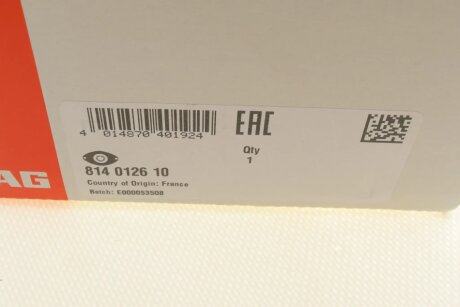 4 014870 401924
EAC
Qty
1
814 0126 10
Country of Origin: France
Batch: E000053508
AG